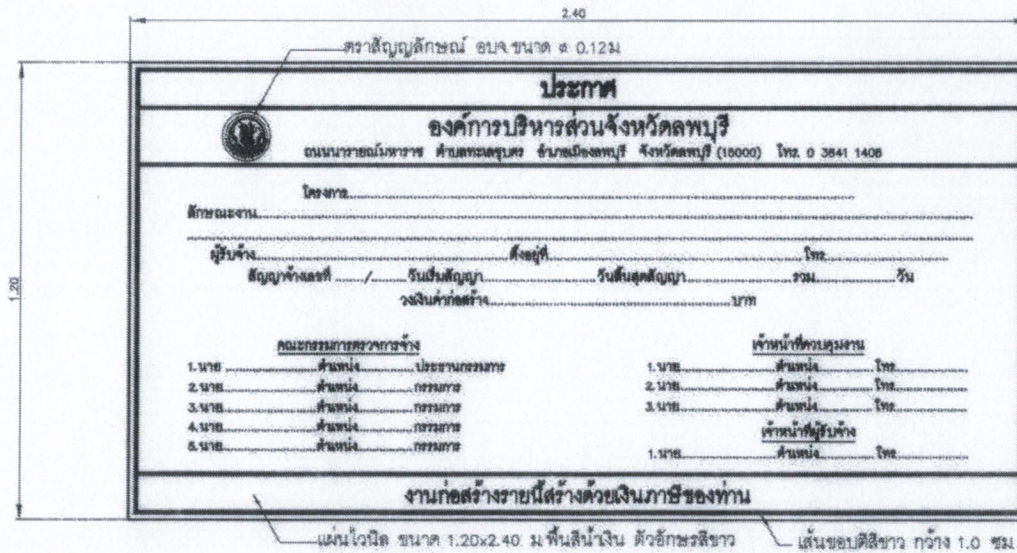 2.40
ตราสัญญลักษณ์ อบจ.ขนาด ø 0.12ม
1.20
ประกาศ
องค์การบริหารส่วนจังหวัดลพบุรี
ถนนนารายณ์มหาราช ตำบลทะเลชุบศร อำเภอเมืองลพบุรี จังหวัดลพบุรี (15000) โทร. 0 3641 1406
โครงการ
ลักษณะงาน
ผู้รับจ้าง ตั้งอยู่ที่ โทร.
สัญญาจ้างเลขที่ / วันเริ่มสัญญา วันสิ้นสุดสัญญา รวม วัน
วงเงินค่าก่อสร้าง บาท
คณะกรรมการตรวจการจ้าง
1.นาย ตำแหน่ง ประธานกรรมการ
2.นาย ตำแหน่ง กรรมการ
3.นาย ตำแหน่ง กรรมการ
4.นาย ตำแหน่ง กรรมการ
5.นาย ตำแหน่ง กรรมการ
เจ้าหน้าที่ควบคุมงาน
1.นาย ตำแหน่ง โทร.
2.นาย ตำแหน่ง โทร.
3.นาย ตำแหน่ง โทร.
เจ้าหน้าที่ผู้รับจ้าง
1.นาย ตำแหน่ง โทร.
งานก่อสร้างรายนี้สร้างด้วยเงินภาษีของท่าน
แผ่นไวนิล ขนาด 1.20x2.40 ม พื้นสีน้ำเงิน ตัวอักษรสีขาว
เส้นขอบตีสีขาว กว้าง 1.0 ซม